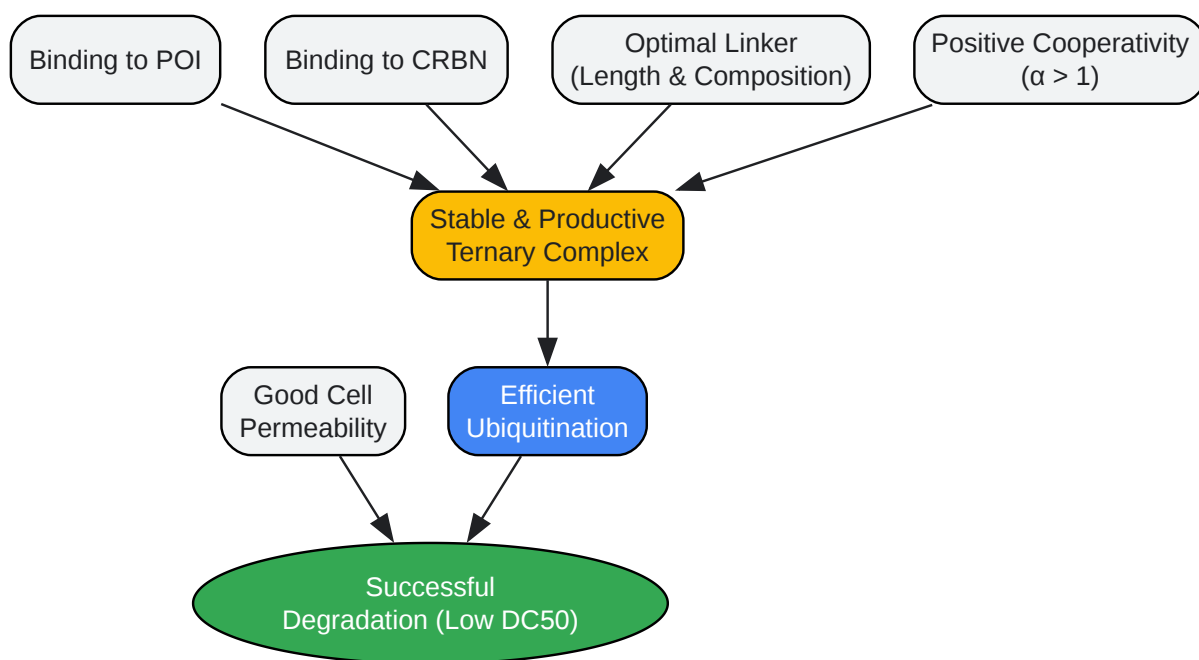 Binding to POI
Binding to CRBN
Optimal Linker
(Length & Composition)
Positive Cooperativity
(α > 1)
Stable & Productive
Ternary Complex
Good Cell
Permeability
Efficient
Ubiquitination
Successful
Degradation (Low DC50)